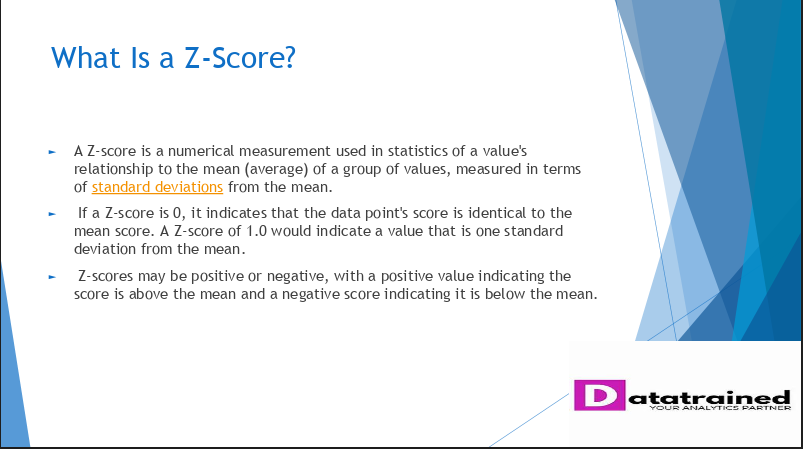 What Is a Z-Score?
► A Z-score is a numerical measurement used in statistics of a value's
relationship to the mean (average) of a group of values, measured in terms
of standard deviations from the mean.
► If a Z-score is 0, it indicates that the data point's score is identical to the
mean score. A Z-score of 1.0 would indicate a value that is one standard
deviation from the mean.
► Z-scores may be positive or negative, with a positive value indicating the
score is above the mean and a negative score indicating it is below the mean.
Datatrained
YOUR ANALYTICS PARTNER